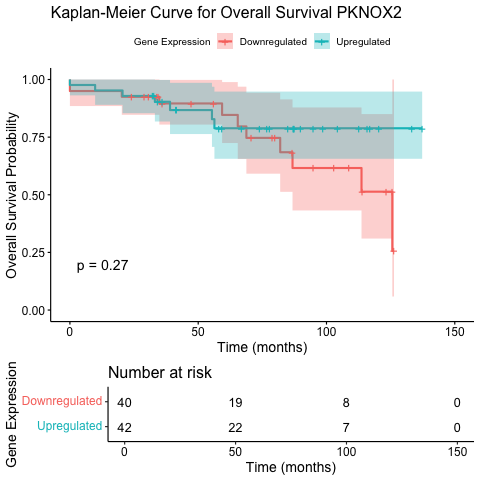 Kaplan-Meier Curve for Overall Survival PKNOX2
Gene Expression Downregulated Upregulated
Overall Survival Probability
1.00
0.75
0.50
0.25
0.00
p = 0.27
0 50 100 150
Time (months)
Number at risk
Gene Expression
Downregulated 40 19 8 0
Upregulated 42 22 7 0
0 50 100 150
Time (months)